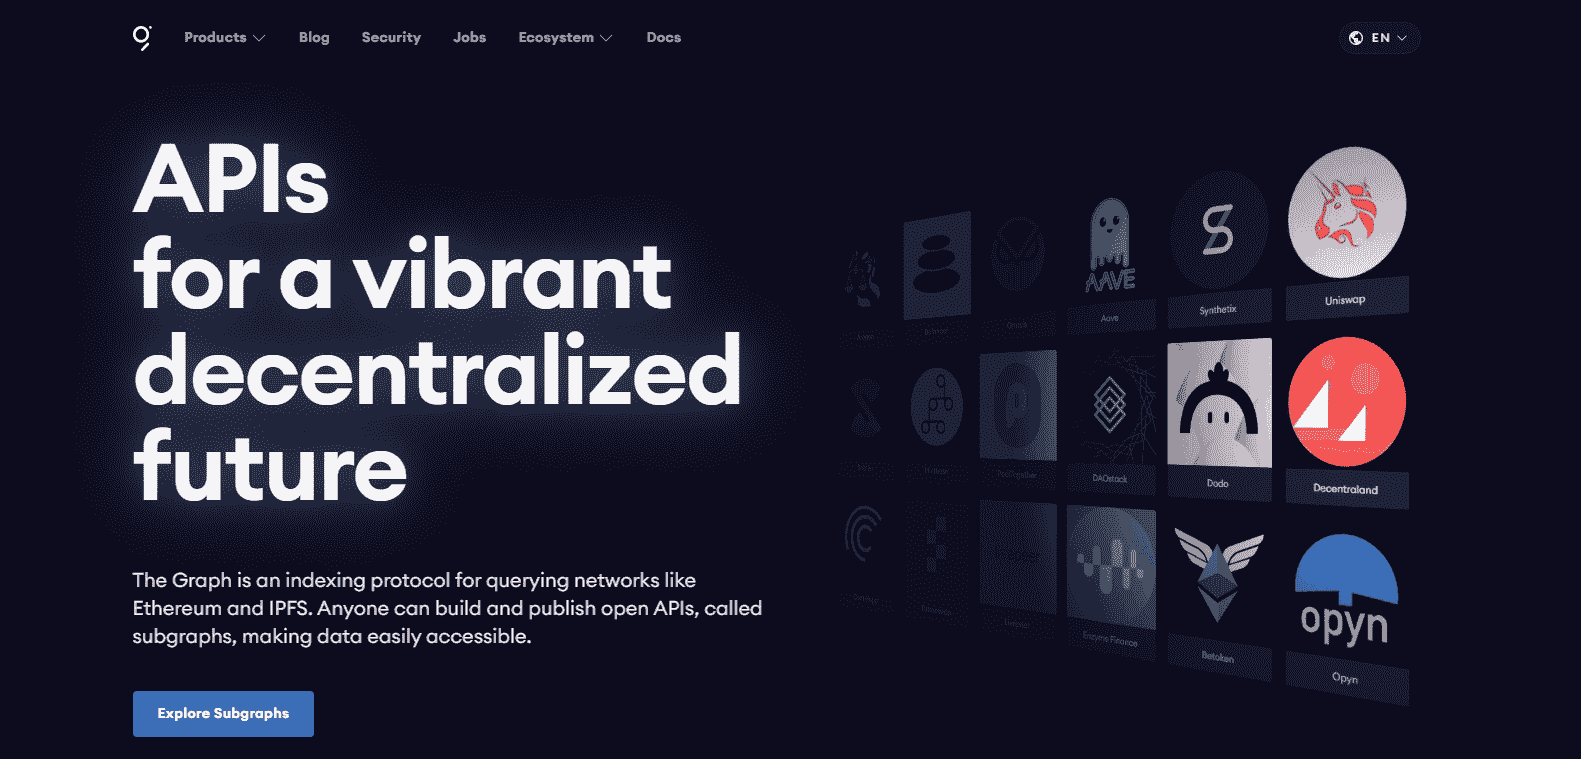 Products Blog Security Jobs Ecosystem Docs
EN
APIs
for a vibrant
decentralized
future
The Graph is an indexing protocol for querying networks like
Ethereum and IPFS. Anyone can build and publish open APIs, called
subgraphs, making data easily accessible.
Explore Subgraphs
AAVE
Aave
Synthetix
Uniswap
PoolTogether
DAOstack
Dodo
Decentraland
Enzyme Finance
Betoken
opyn
Opyn